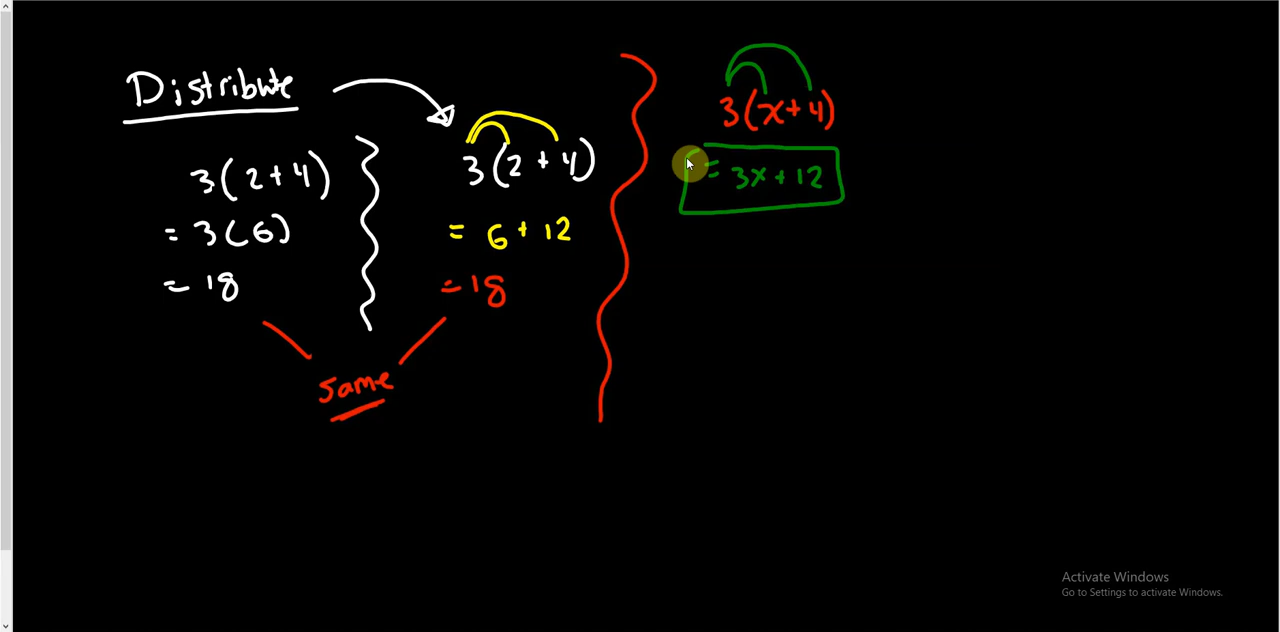 Distribute
3(2+4)
= 3(6)
= 18
3(2+4)
= 6 + 12
= 18
Same
3(x+4)
= 3x + 12
Activate Windows
Go to Settings to activate Windows.